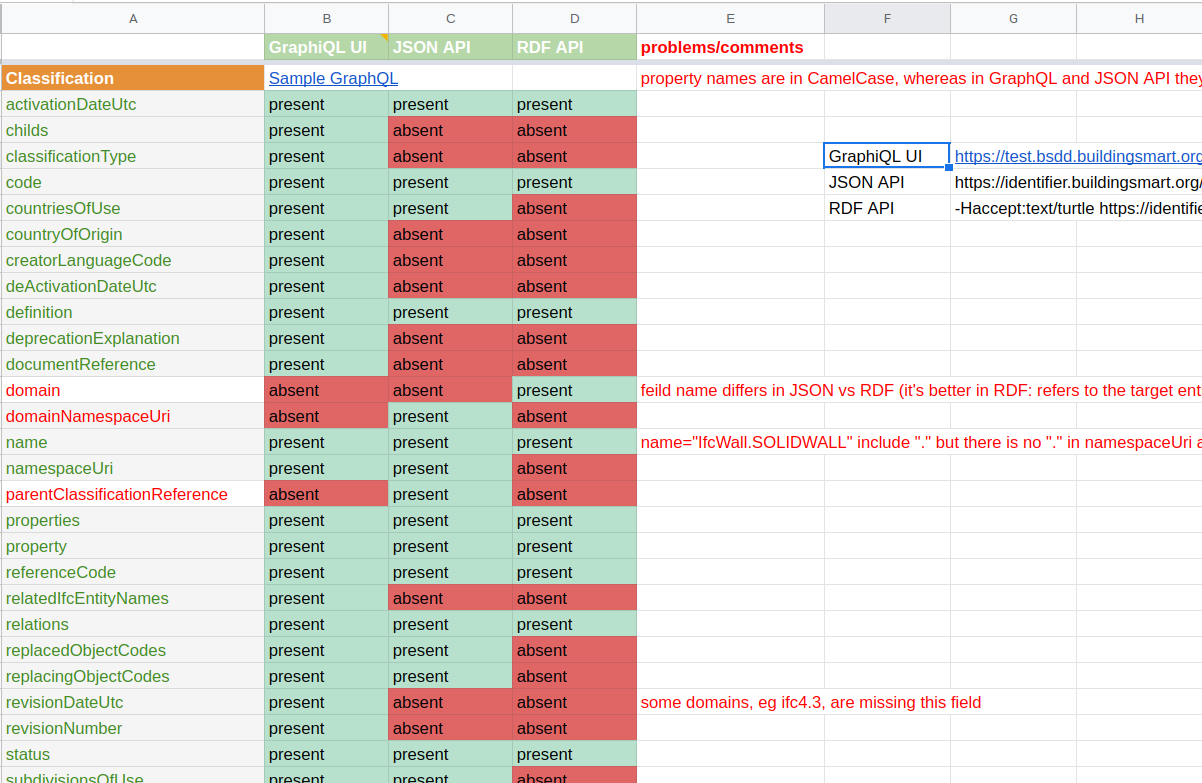 A B C D E F G H
GraphiQL UI JSON API RDF API problems/comments
Classification Sample GraphQL property names are in CamelCase, whereas in GraphQL and JSON API they
activationDateUtc present present present
childs present absent absent
classificationType present absent absent GraphiQL UI https://test.bsdd.buildingsmart.org
code present present present JSON API https://identifier.buildingsmart.org/
countriesOfUse present present absent RDF API -Haccept:text/turtle https://identifie
countryOfOrigin present absent absent
creatorLanguageCode present absent absent
deActivationDateUtc present absent absent
definition present present present
deprecationExplanation present absent absent
documentReference present absent absent
domain absent absent present feild name differs in JSON vs RDF (it's better in RDF: refers to the target ent
domainNamespaceUri absent present absent
name present present present name="IfcWall.SOLIDWALL" include "." but there is no "." in namespaceUri a
namespaceUri present present absent
parentClassificationReference absent present absent
properties present present present
property present present present
referenceCode present present present
relatedIfcEntityNames present absent absent
relations present present present
replacedObjectCodes present present absent
replacingObjectCodes present present absent
revisionDateUtc present absent absent some domains, eg ifc4.3, are missing this field
revisionNumber present absent absent
status present present present
subdivisionsOfUse present present absent